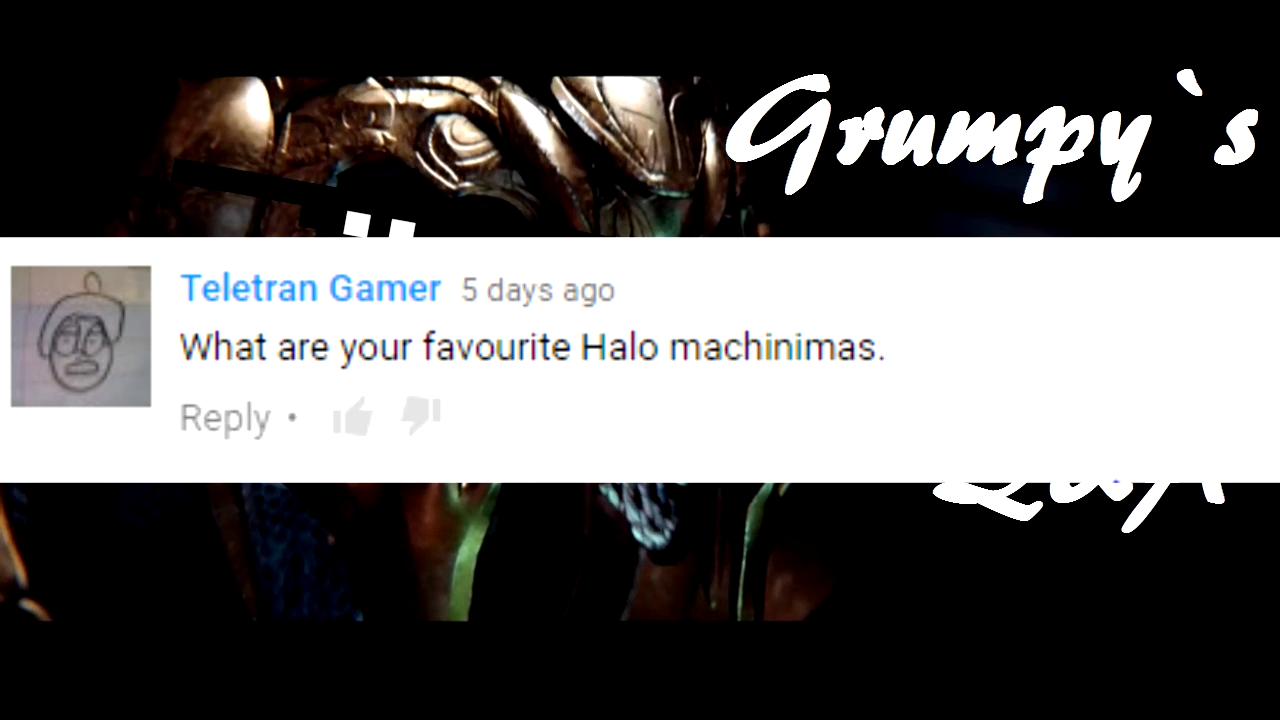 Grumpy`s
Teletran Gamer 5 days ago
What are your favourite Halo machinimas.
Reply •